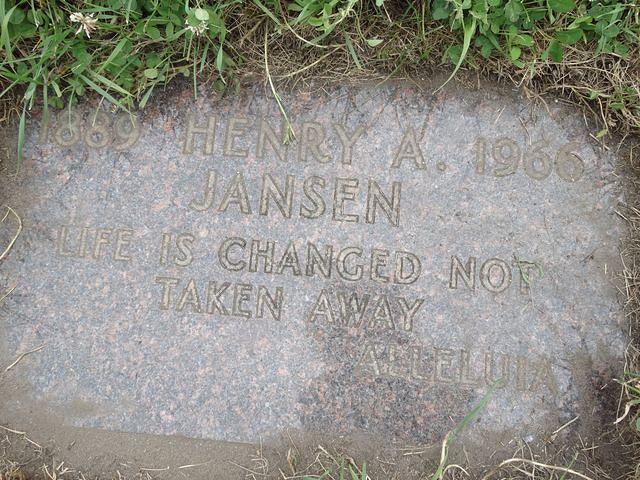 1889 HENRY A. 1966
JANSEN
LIFE IS CHANGED NOT
TAKEN AWAY
ALLELUIA